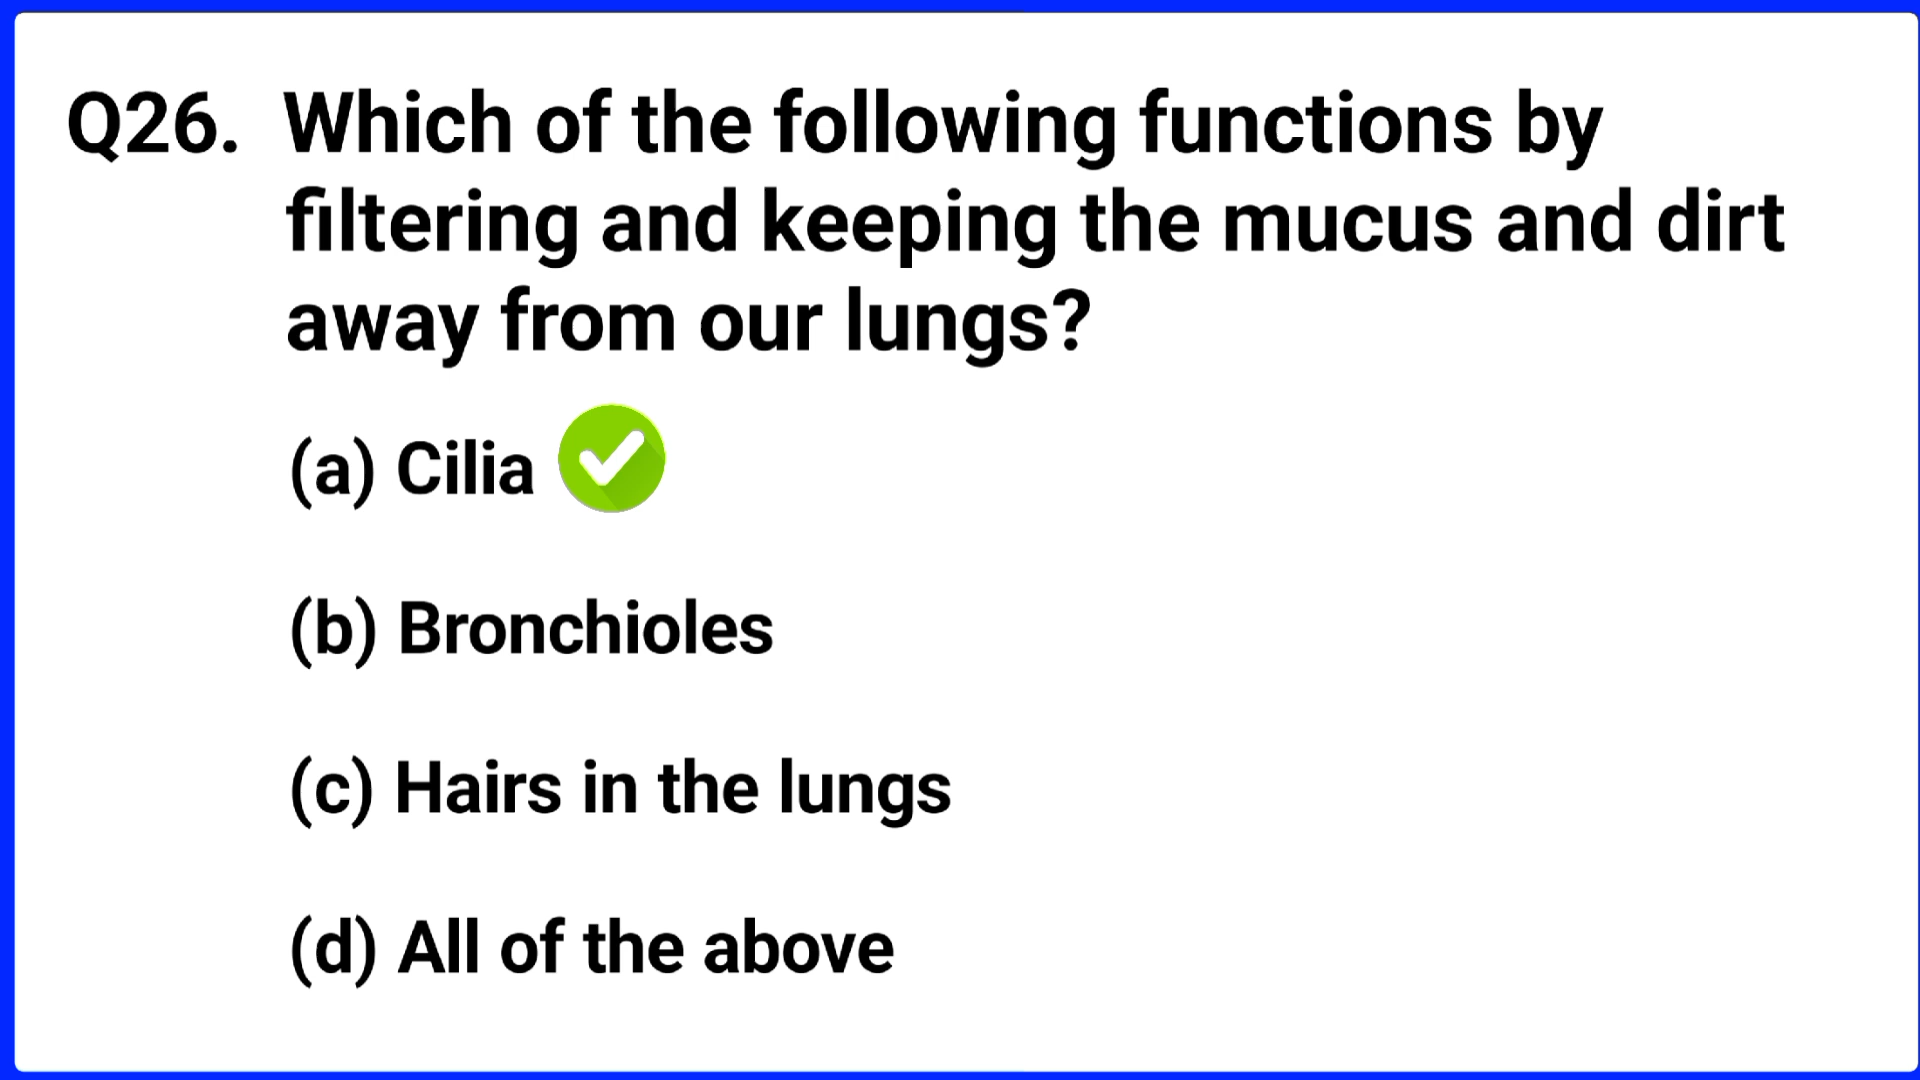 Q26. Which of the following functions by
filtering and keeping the mucus and dirt
away from our lungs?
(a) Cilia
(b) Bronchioles
(c) Hairs in the lungs
(d) All of the above